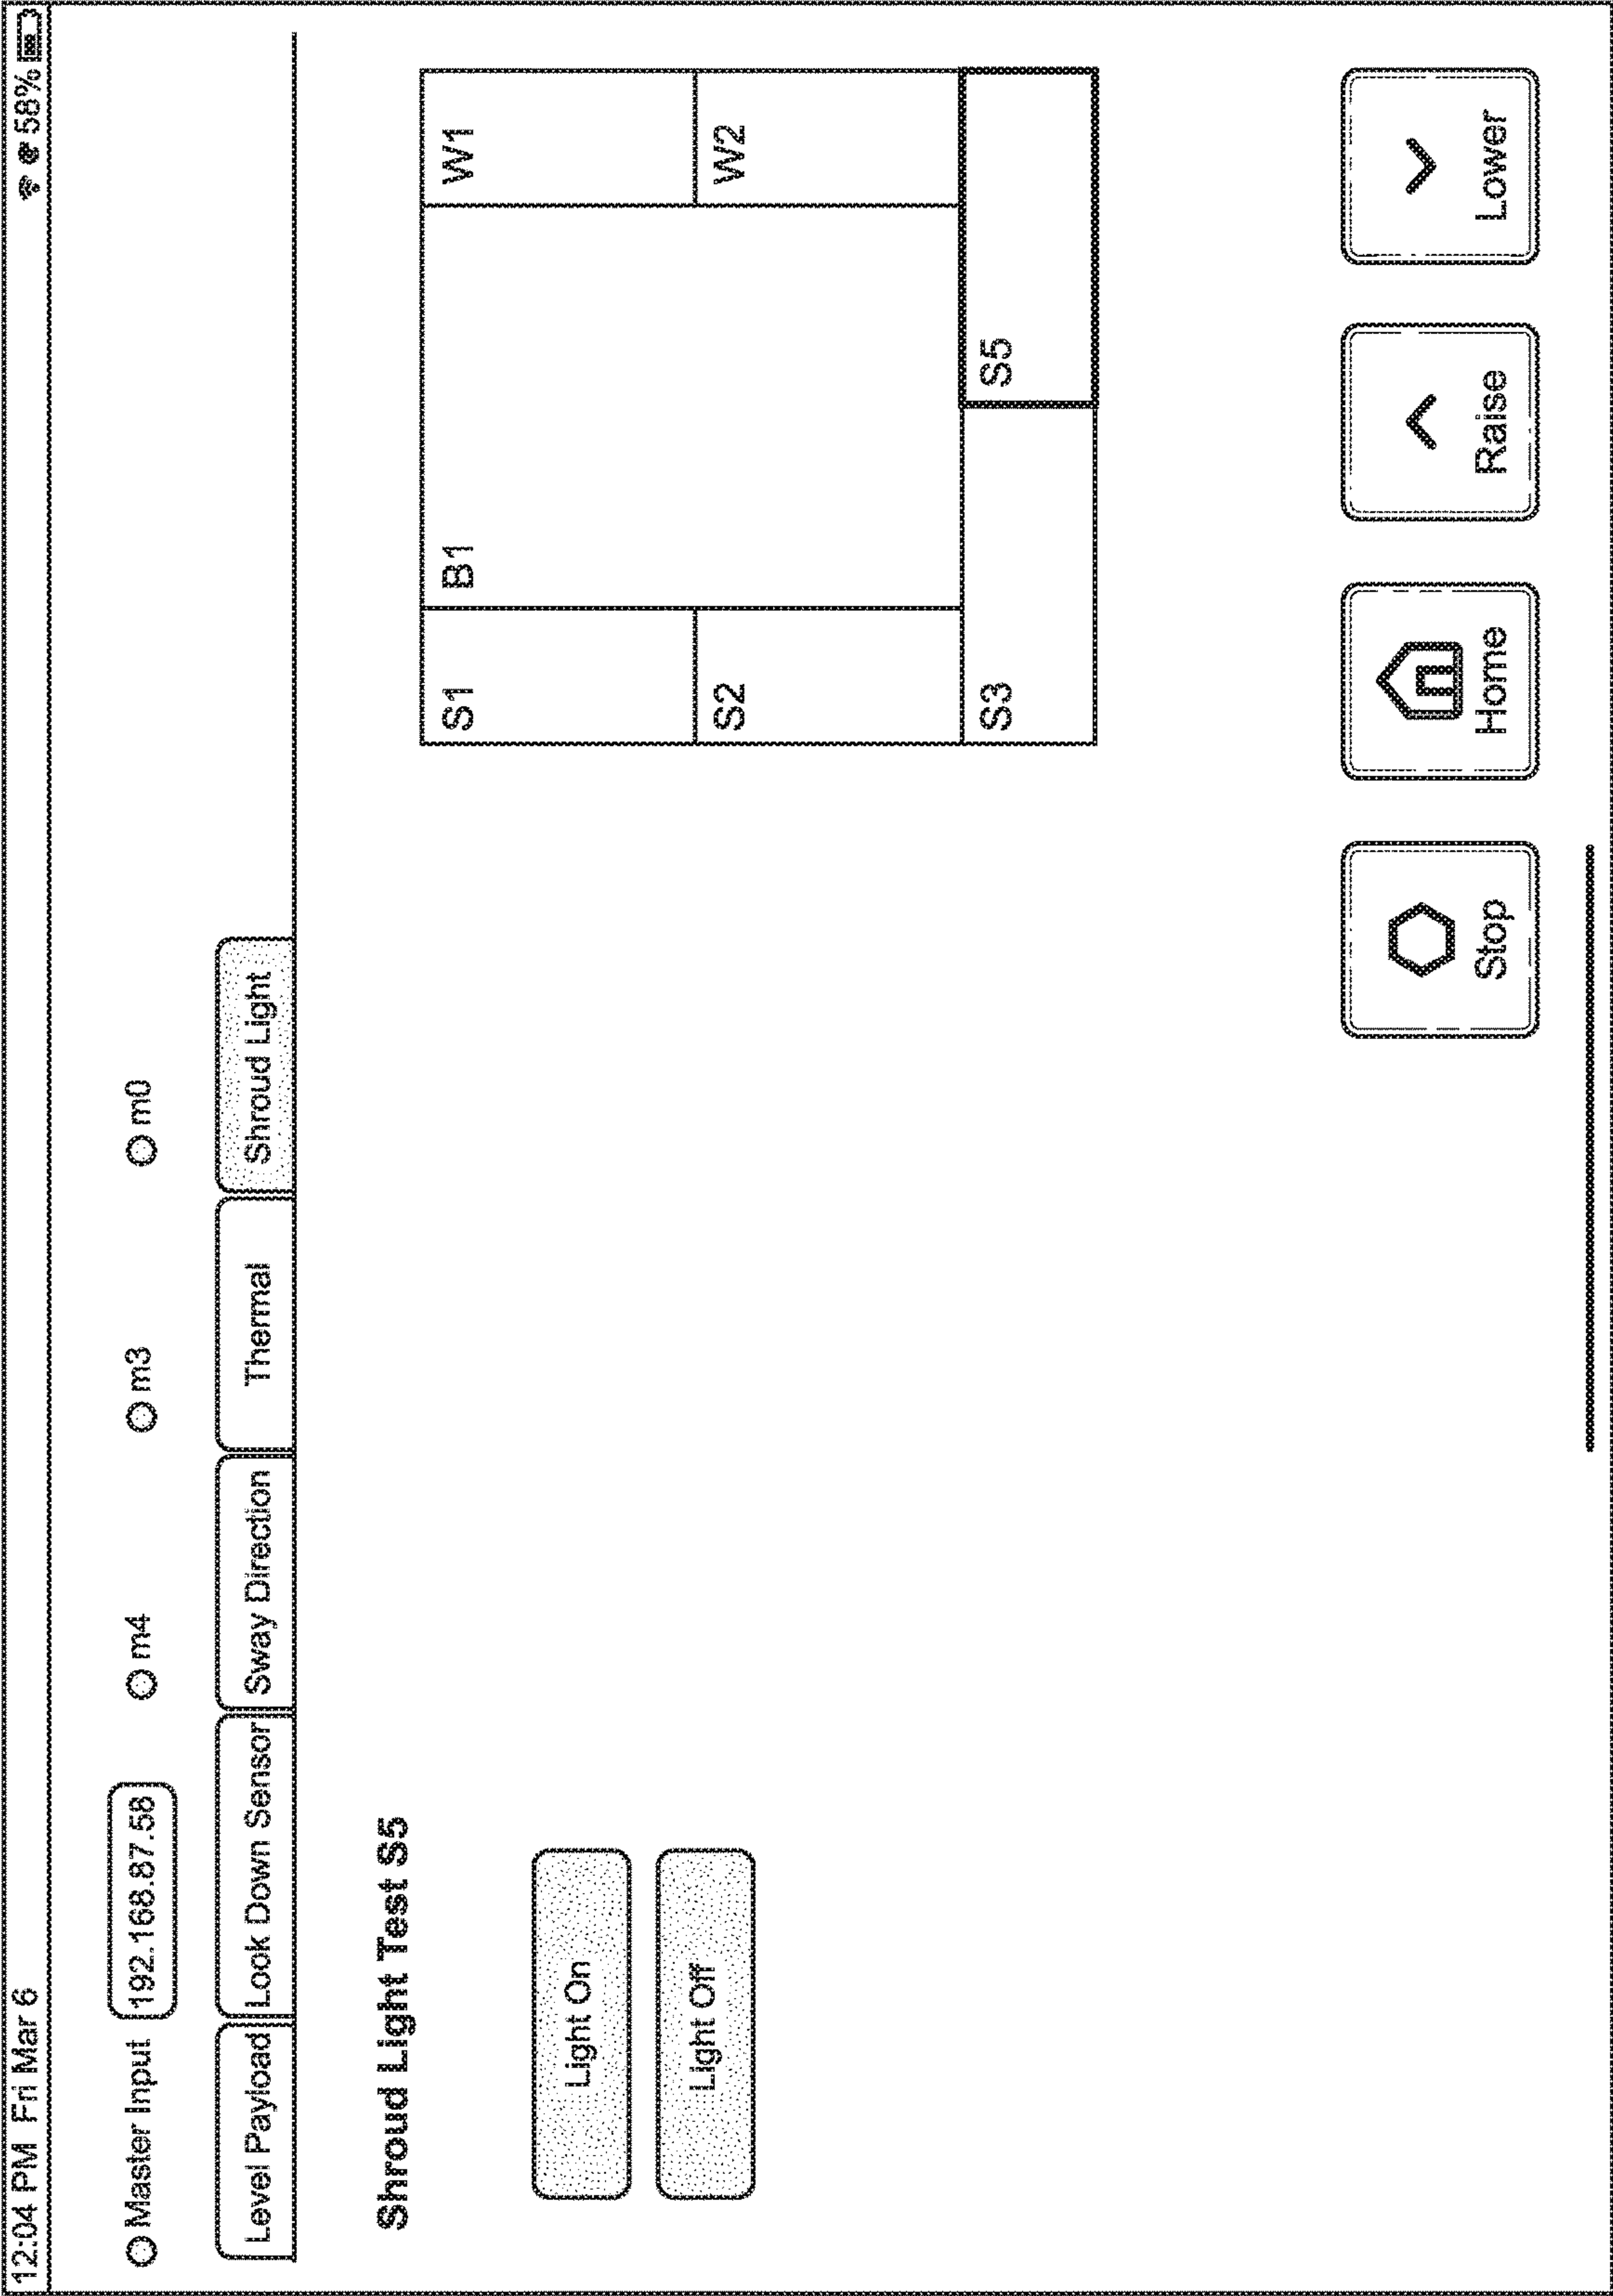 12:04 PM Fri Mar 6 58%
Master Input 192.168.87.58 m4 m3 m0
Level Payload Look Down Sensor Sway Direction Thermal Shroud Light
Shroud Light Test S5
Light On
Light Off
S1 B1 W1
S2 W2
S3 S5
Stop Home Raise Lower